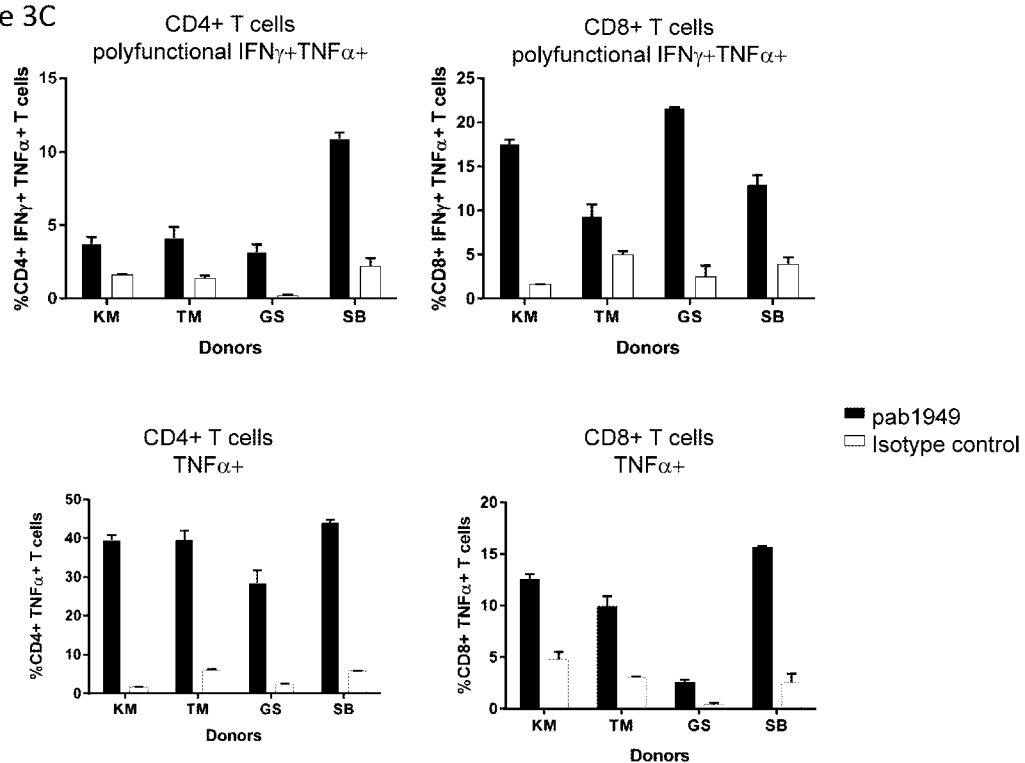 e 3C
CD4+ T cells
polyfunctional IFNγ+TNFα+
%CD4+ IFNγ+ TNFα+ T cells
15
10
5
0
KM TM GS SB
Donors
CD8+ T cells
polyfunctional IFNγ+TNFα+
%CD8+ IFNγ+ TNFα+ T cells
25
20
15
10
5
0
KM TM GS SB
Donors
CD4+ T cells
TNFα+
%CD4+ TNFα+ T cells
50
40
30
20
10
0
KM TM GS SB
Donors
CD8+ T cells
TNFα+
%CD8+ TNFα+ T cells
20
15
10
5
0
KM TM GS SB
Donors
pab1949
Isotype control